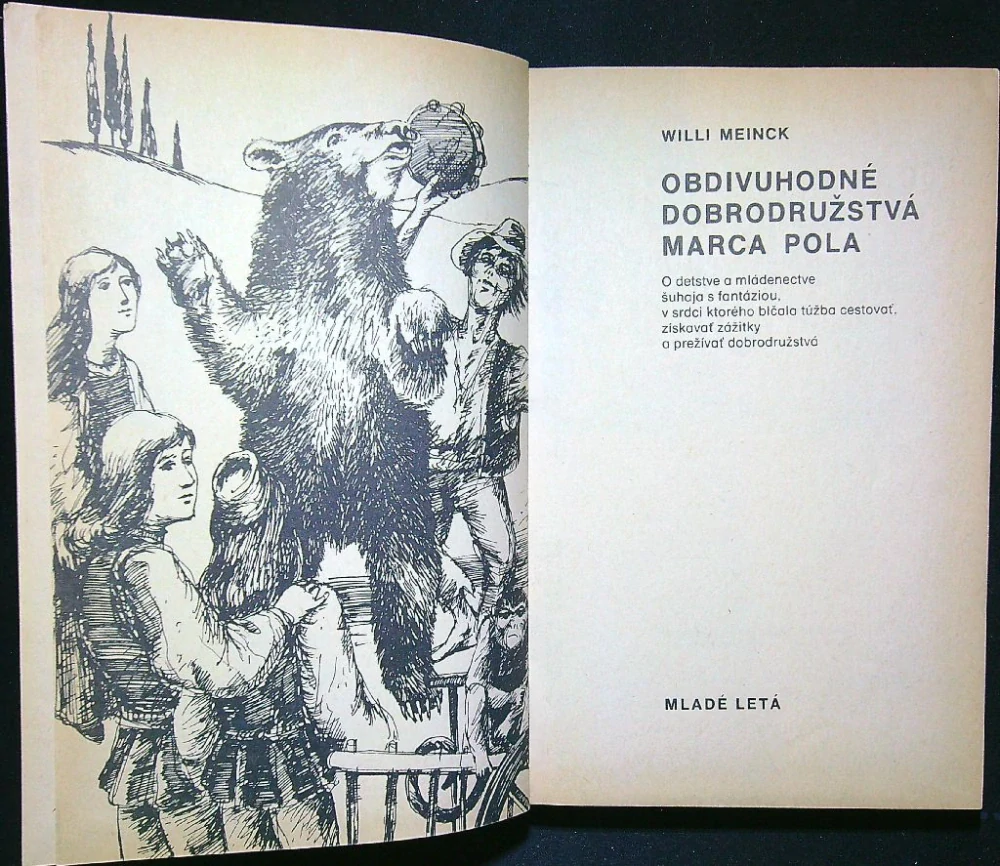 WILLI MEINCK
OBDIVUHODNÉ
DOBRODRUŽSTVÁ
MARCA POLA
O detstve a mládenectve
šuhaja s fantáziou,
v srdci ktorého blčala túžba cestovať,
získavať zážitky
a prežívať dobrodružstvá
MLADÉ LETÁ